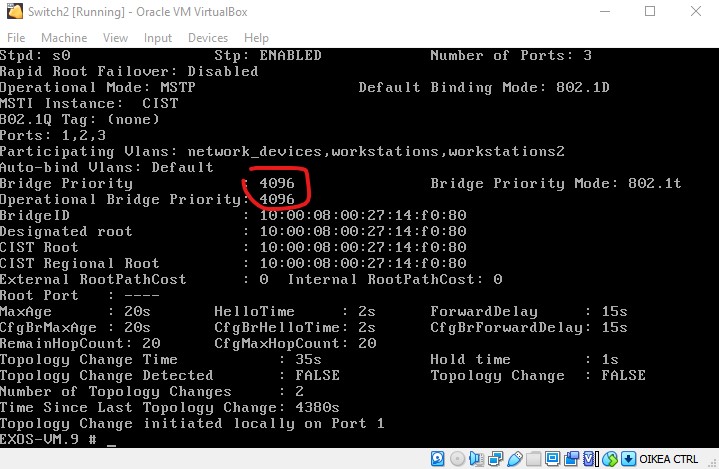 Switch2 [Running] - Oracle VM VirtualBox
File Machine View Input Devices Help
Stpd: s0 Stp: ENABLED Number of Ports: 3
Rapid Root Failover: Disabled
Operational Mode: MSTP Default Binding Mode: 802.1D
MSTI Instance: CIST
802.1Q Tag: (none)
Ports: 1,2,3
Participating Vlans: network_devices,workstations,workstations2
Auto-bind Vlans: Default
Bridge Priority : 4096 Bridge Priority Mode: 802.1t
Operational Bridge Priority: 4096
BridgeID : 10:00:08:00:27:14:f0:80
Designated root : 10:00:08:00:27:14:f0:80
CIST Root : 10:00:08:00:27:14:f0:80
CIST Regional Root : 10:00:08:00:27:14:f0:80
External RootPathCost : 0 Internal RootPathCost: 0
Root Port : ----
MaxAge : 20s HelloTime : 2s ForwardDelay : 15s
CfgBrMaxAge : 20s CfgBrHelloTime: 2s CfgBrForwardDelay: 15s
RemainHopCount: 20 CfgMaxHopCount: 20
Topology Change Time : 35s Hold time : 1s
Topology Change Detected : FALSE Topology Change : FALSE
Number of Topology Changes : 2
Time Since Last Topology Change: 4380s
Topology Change initiated locally on Port 1
EXOS-VM.9 # _
OIKEA CTRL